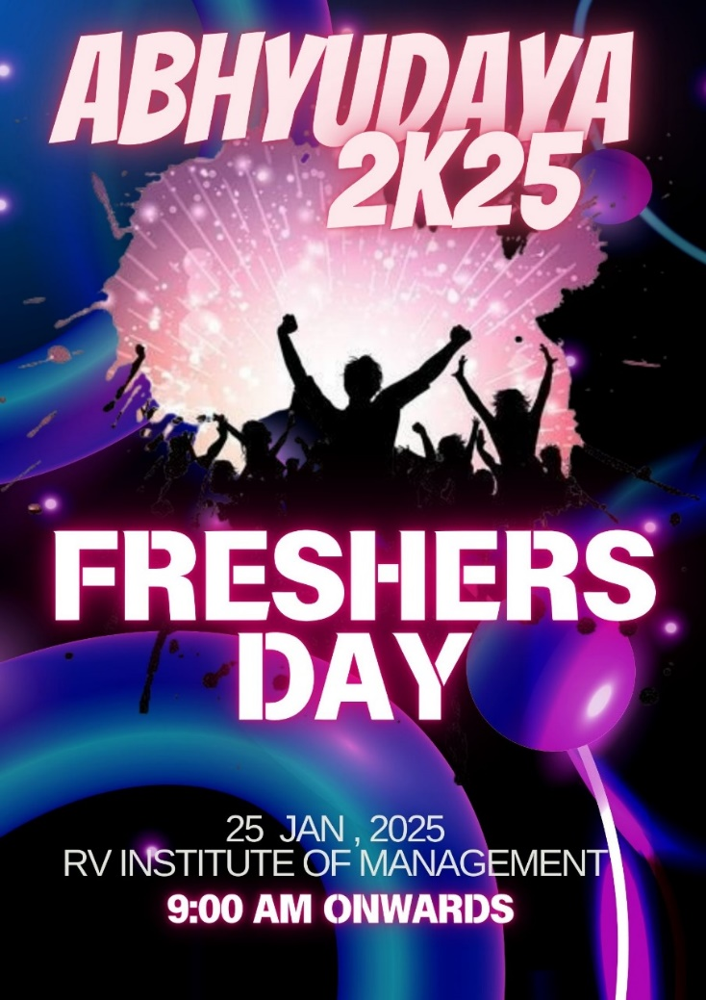 ABHYUDAYA
2K25
FRESHERS
DAY
25 JAN , 2025
RV INSTITUTE OF MANAGEMENT
9:00 AM ONWARDS